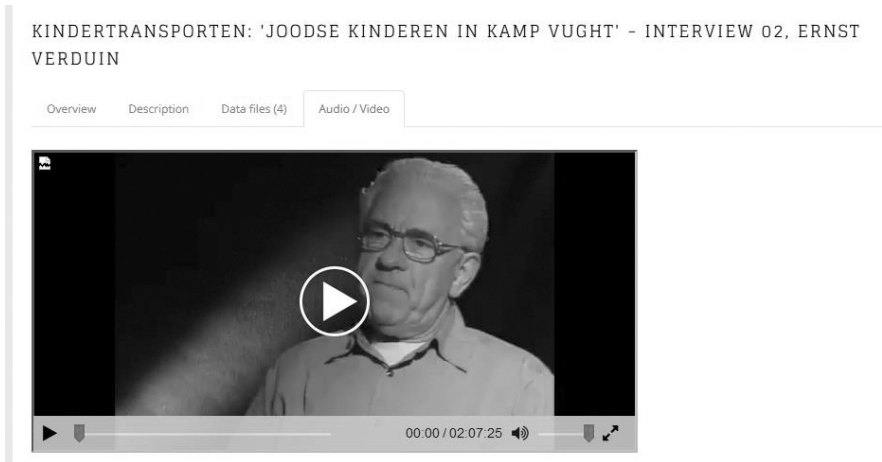 KINDERTRANSPORTEN: 'JOODSE KINDEREN IN KAMP VUGHT' - INTERVIEW 02, ERNST
VERDUIN
Overview Description Data files (4) Audio / Video
00:00 / 02:07:25